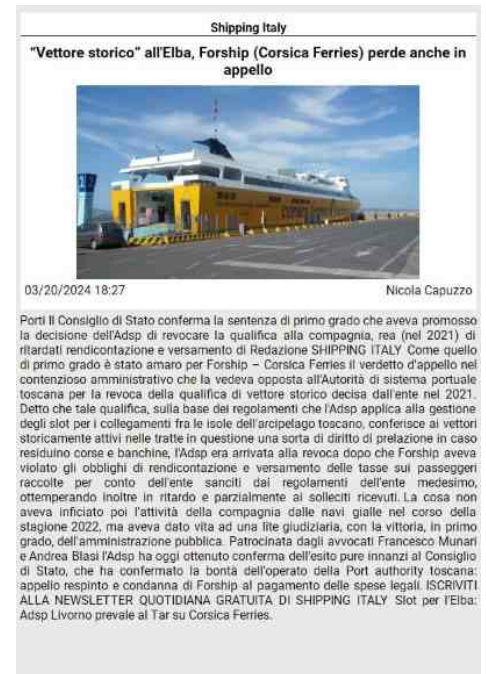 Shipping Italy
"Vettore storico" all'Elba, Forship (Corsica Ferries) perde anche in
appello
03/20/2024 18:27
Nicola Capuzzo
Porti Il Consiglio di Stato conferma la sentenza di primo grado che aveva promosso
la decisione dell'Adsp di revocare la qualifica alla compagnia, rea (nel 2021) di
ritardati rendicontazione e versamento di Redazione SHIPPING ITALY Come quello
di primo grado è stato amaro per Forship – Corsica Ferries il verdetto d'appello nel
contenzioso amministrativo che la vedeva opposta all'Autorità di sistema portuale
toscana per la revoca della qualifica di vettore storico decisa dall'ente nel 2021.
Detto che tale qualifica, sulla base dei regolamenti che l'Adsp applica alla gestione
degli slot per i collegamenti fra le isole dell'arcipelago toscano, conferisce ai vettori
storicamente attivi nelle tratte in questione una sorta di diritto di prelazione in caso
residuino corse e banchine, l'Adsp era arrivata alla revoca dopo che Forship aveva
violato gli obblighi di rendicontazione e versamento delle tasse sui passeggeri
raccolte per conto dell'ente sanciti dai regolamenti dell'ente medesimo,
ottemperando inoltre in ritardo e parzialmente ai solleciti ricevuti. La cosa non
aveva inficiato poi l'attività della compagnia dalle navi gialle nel corso della
stagione 2022, ma aveva dato vita ad una lite giudiziaria, con la vittoria, in primo
grado, dell'amministrazione pubblica. Patrocinata dagli avvocati Francesco Munari
e Andrea Blasi l'Adsp ha oggi ottenuto conferma dell'esito pure innanzi al Consiglio
di Stato, che ha confermato la bontà dell'operato della Port authority toscana:
appello respinto e condanna di Forship al pagamento delle spese legali. ISCRIVITI
ALLA NEWSLETTER QUOTIDIANA GRATUITA DI SHIPPING ITALY Slot per l'Elba:
Adsp Livorno prevale al Tar su Corsica Ferries.